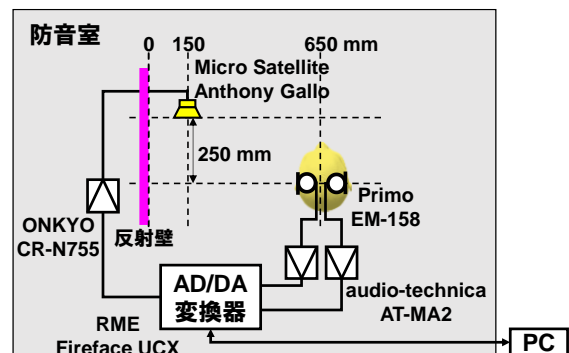 防音室
0 150 650 mm
Micro Satellite
Anthony Gallo
250 mm
Primo
EM-158
ONKYO
CR-N755
反射壁
AD/DA
変換器
audio-technica
AT-MA2
RME
Fireface UCX
PC